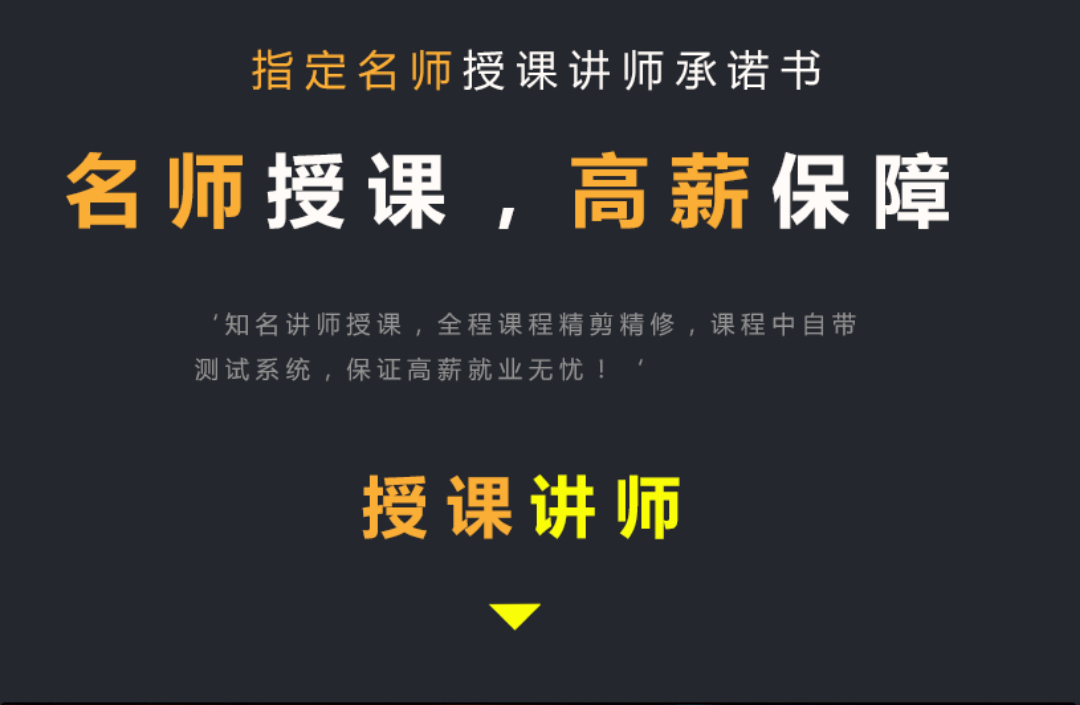 指定名师授课讲师承诺书
名师授课，高薪保障
‘知名讲师授课，全程课程精剪精修，课程中自带
测试系统，保证高薪就业无忧！‘
授课讲师